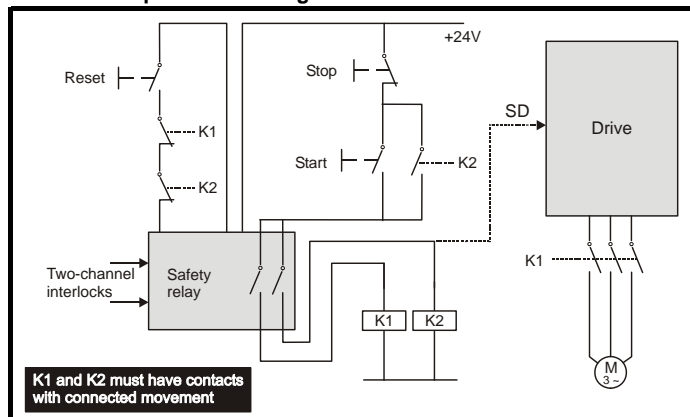 +24V
Reset
Stop
SD
Drive
K1
Start
K2
K2
K1
Two-channel
interlocks
Safety
relay
K1
K2
K1 and K2 must have contacts
with connected movement
M
3 ~